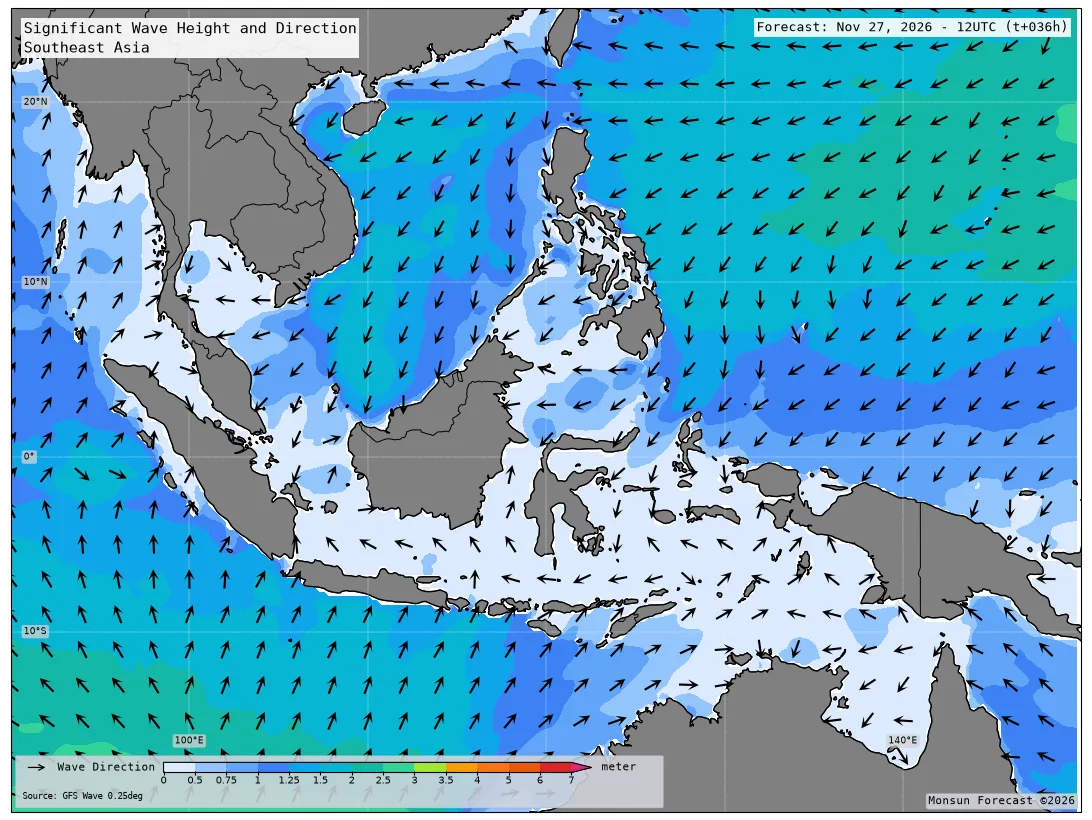 Significant Wave Height and Direction
Southeast Asia
Forecast: Nov 27, 2026 - 12UTC (t+036h)
20°N
10°N
0°
10°S
100°E
140°E
Wave Direction
meter
0 0.5 0.75 1 1.25 1.5 2 2.5 3 3.5 4 5 6 7
Source: GFS Wave 0.25deg
Monsun Forecast ©2026